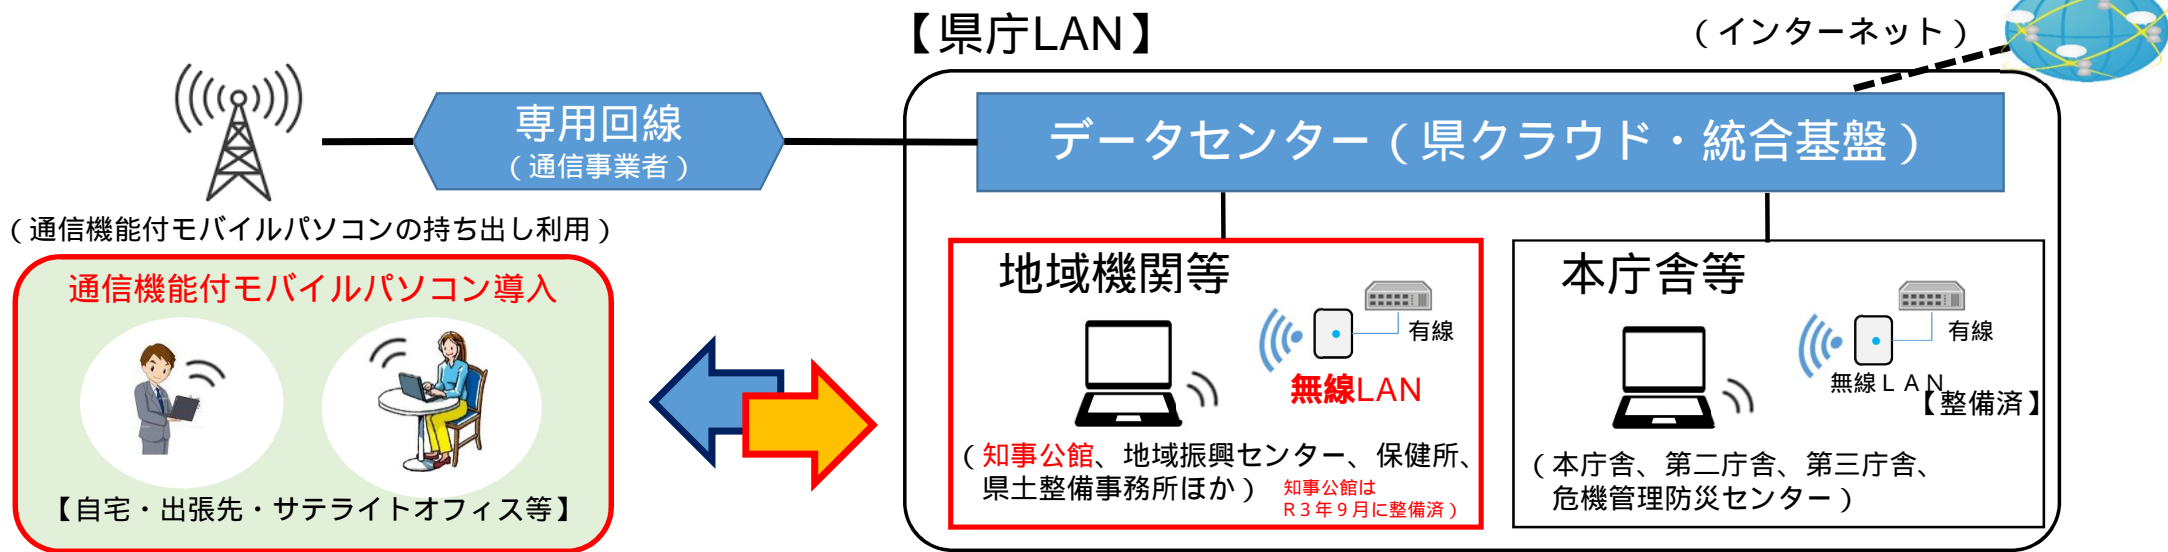 【県庁LAN】
（インターネット）
専用回線
（通信事業者）
データセンター（県クラウド・統合基盤）
（通信機能付モバイルパソコンの持ち出し利用）
通信機能付モバイルパソコン導入
【自宅・出張先・サテライトオフィス等】
地域機関等
有線
無線LAN
（知事公館、地域振興センター、保健所、
県土整備事務所ほか）
知事公館は
R３年９月に整備済）
本庁舎等
有線
無線ＬＡＮ
【整備済】
（本庁舎、第二庁舎、第三庁舎、
危機管理防災センター）